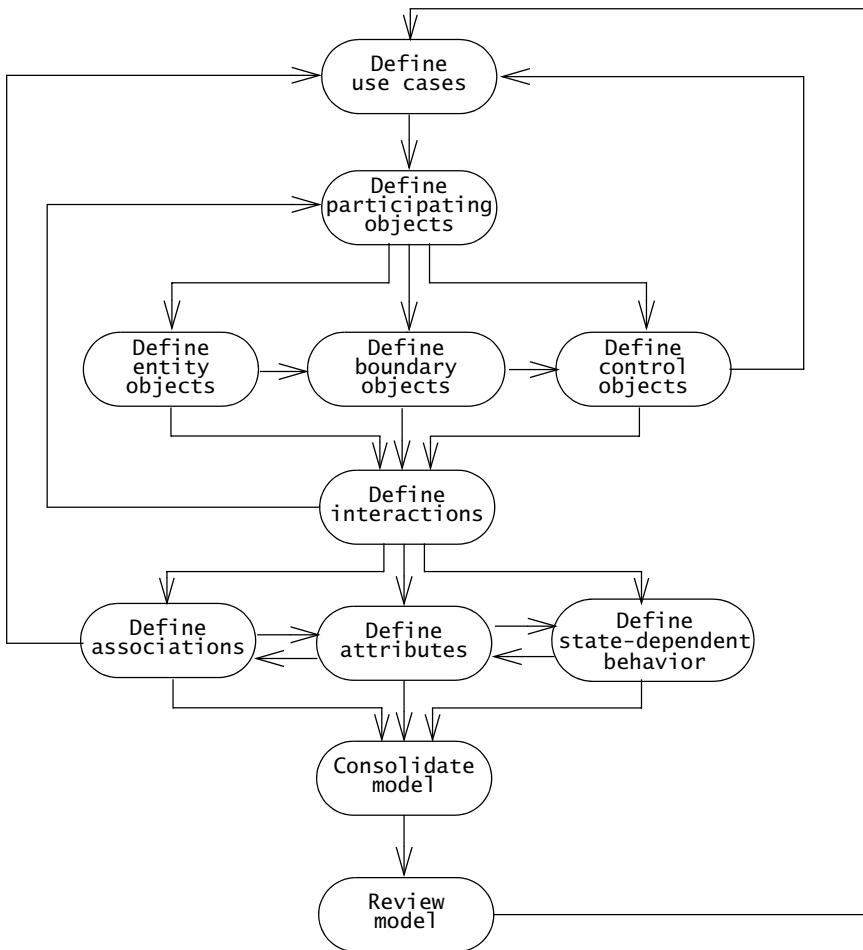 Define
use cases
Define
participating
objects
Define
entity
objects
Define
boundary
objects
Define
control
objects
Define
interactions
Define
associations
Define
attributes
Define
state-dependent
behavior
Consolidate
model
Review
model